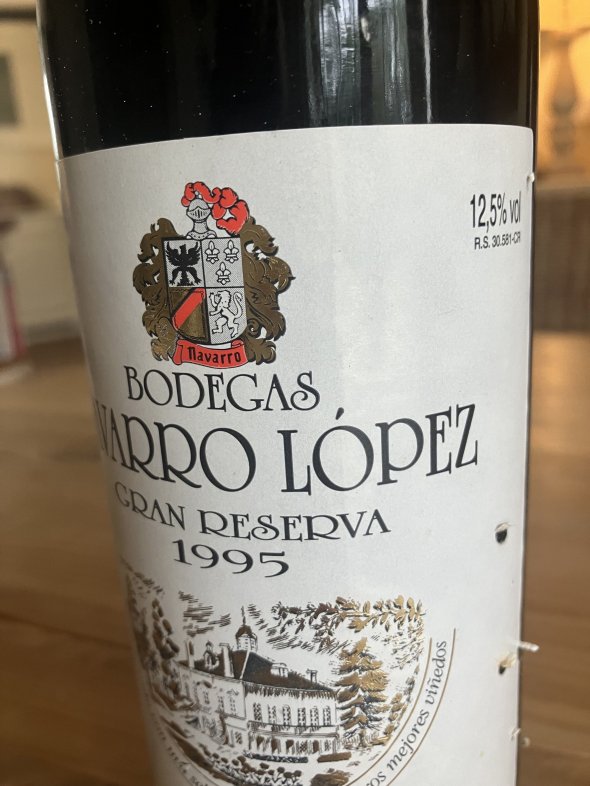 12,5% vol
R.S. 30.581-CR
Navarro
BODEGAS
VARRO LÓPEZ
GRAN RESERVA
1995
mejores viñedos